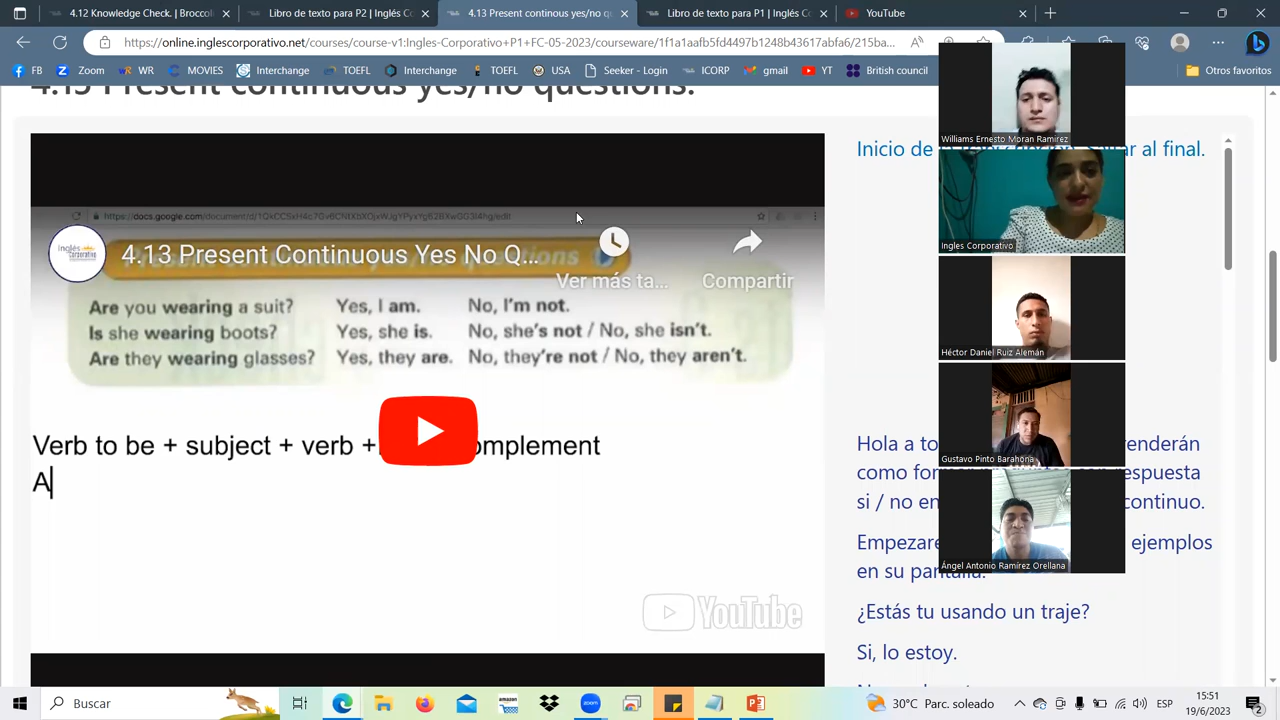 4.12 Knowledge Check. | Broccol
Libro de texto para P1 | Inglés C
4.13 Present continuous yes/no q
Libro de texto para P1 | Inglés C
YouTube
https://online.inglescorporativo.net/courses/course-v1:Ingles-Corporativo+P1+FC-05-2023/courseware/1f1a1aafb5fd4497b1248b43617abfa6/215ba...
FB
Zoom
WR
MOVIES
Interchange
TOEFL
Interchange
TOEFL
USA
Seeker - Login
ICORP
gmail
YT
British council
Otros favoritos
4.13 Present continuous yes/no questions.
Williams Ernesto Moran Ramirez
Ingles Corporativo
Héctor Daniel Ruiz Alemán
Gustavo Pinto Barahona
Ángel Antonio Ramírez Orellana
Inglés Corporativo
4.13 Present Continuous Yes No Q...
Ver más ta...
Compartir
Are you wearing a suit? Yes, I am. No, I'm not.
Is she wearing boots? Yes, she is. No, she's not / No, she isn't.
Are they wearing glasses? Yes, they are. No, they're not / No, they aren't.
Verb to be + subject + verb + omplement
A
YouTube
Inicio de al final.
Hola a to renderán
como for respuesta
si / no en continuo.
Empezare ejemplos
en su pantalla.
¿Estás tu usando un traje?
Si, lo estoy.
Buscar
30°C Parc. soleado
ESP
15:51
19/6/2023
2